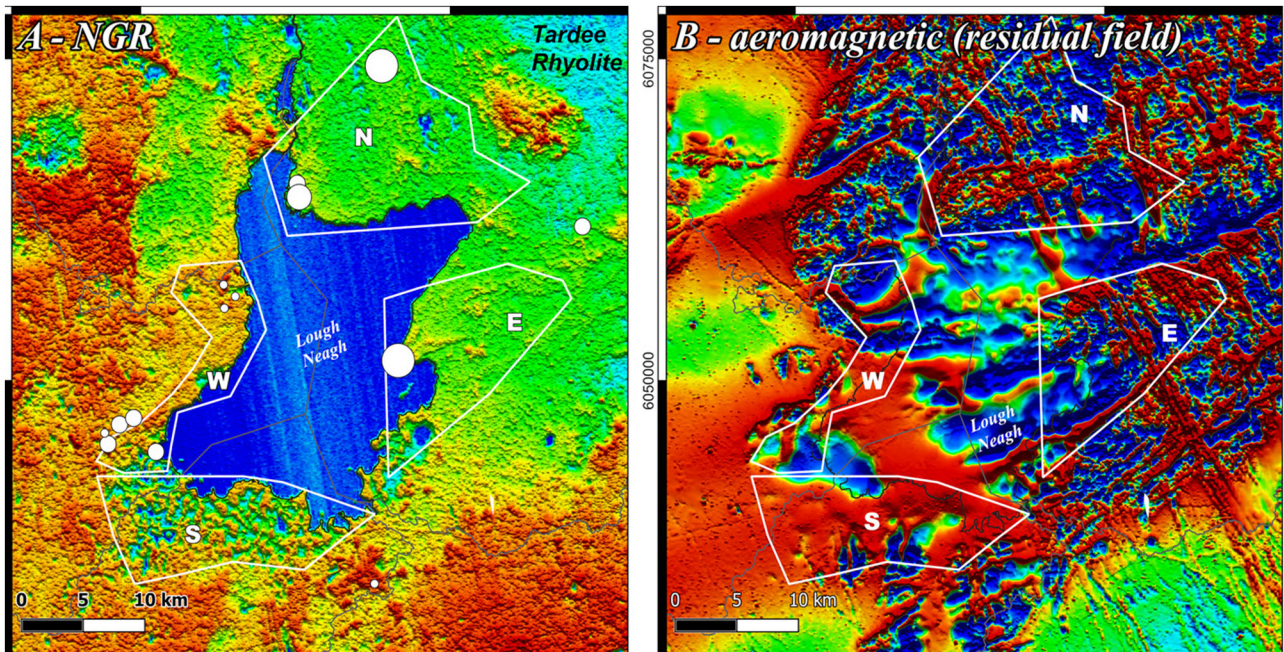 A - NGR
Tardee
Rhyolite
N
E
W
S
Lough
Neagh
0 5 10 km
6075000
6050000
B - aeromagnetic (residual field)
N
E
W
S
Lough
Neagh
0 5 10 km